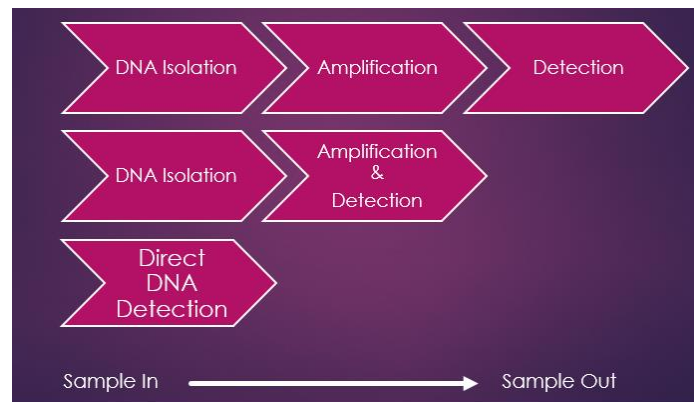 DNA Isolation
Amplification
Detection
DNA Isolation
Amplification
&
Detection
Direct
DNA
Detection
Sample In
Sample Out